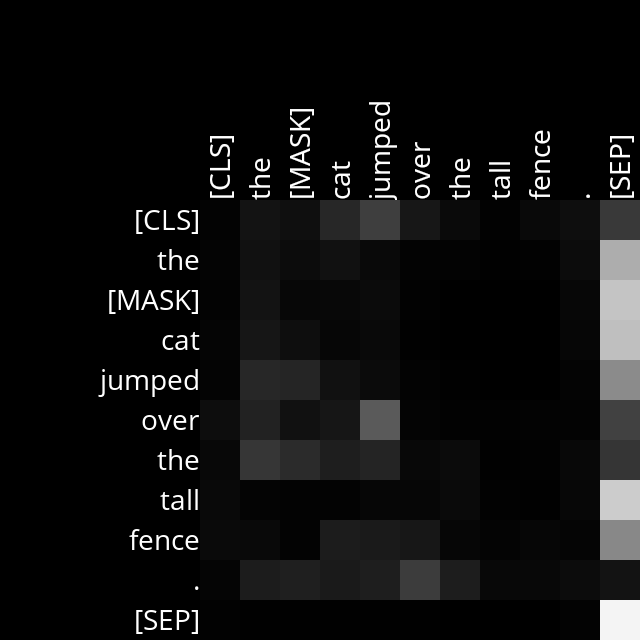 [CLS] the [MASK] cat jumped over the tall fence . [SEP]
[CLS]
the
[MASK]
cat
jumped
over
the
tall
fence
.
[SEP]